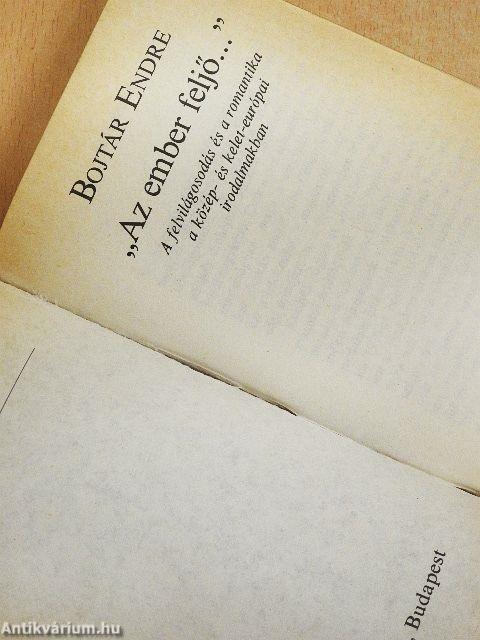 BOJTÁR ENDRE
„Az ember feljő...”
A felvilágosodás és a romantika
a közép- és kelet-európai
irodalmakban
Budapest
Antikvárium.hu